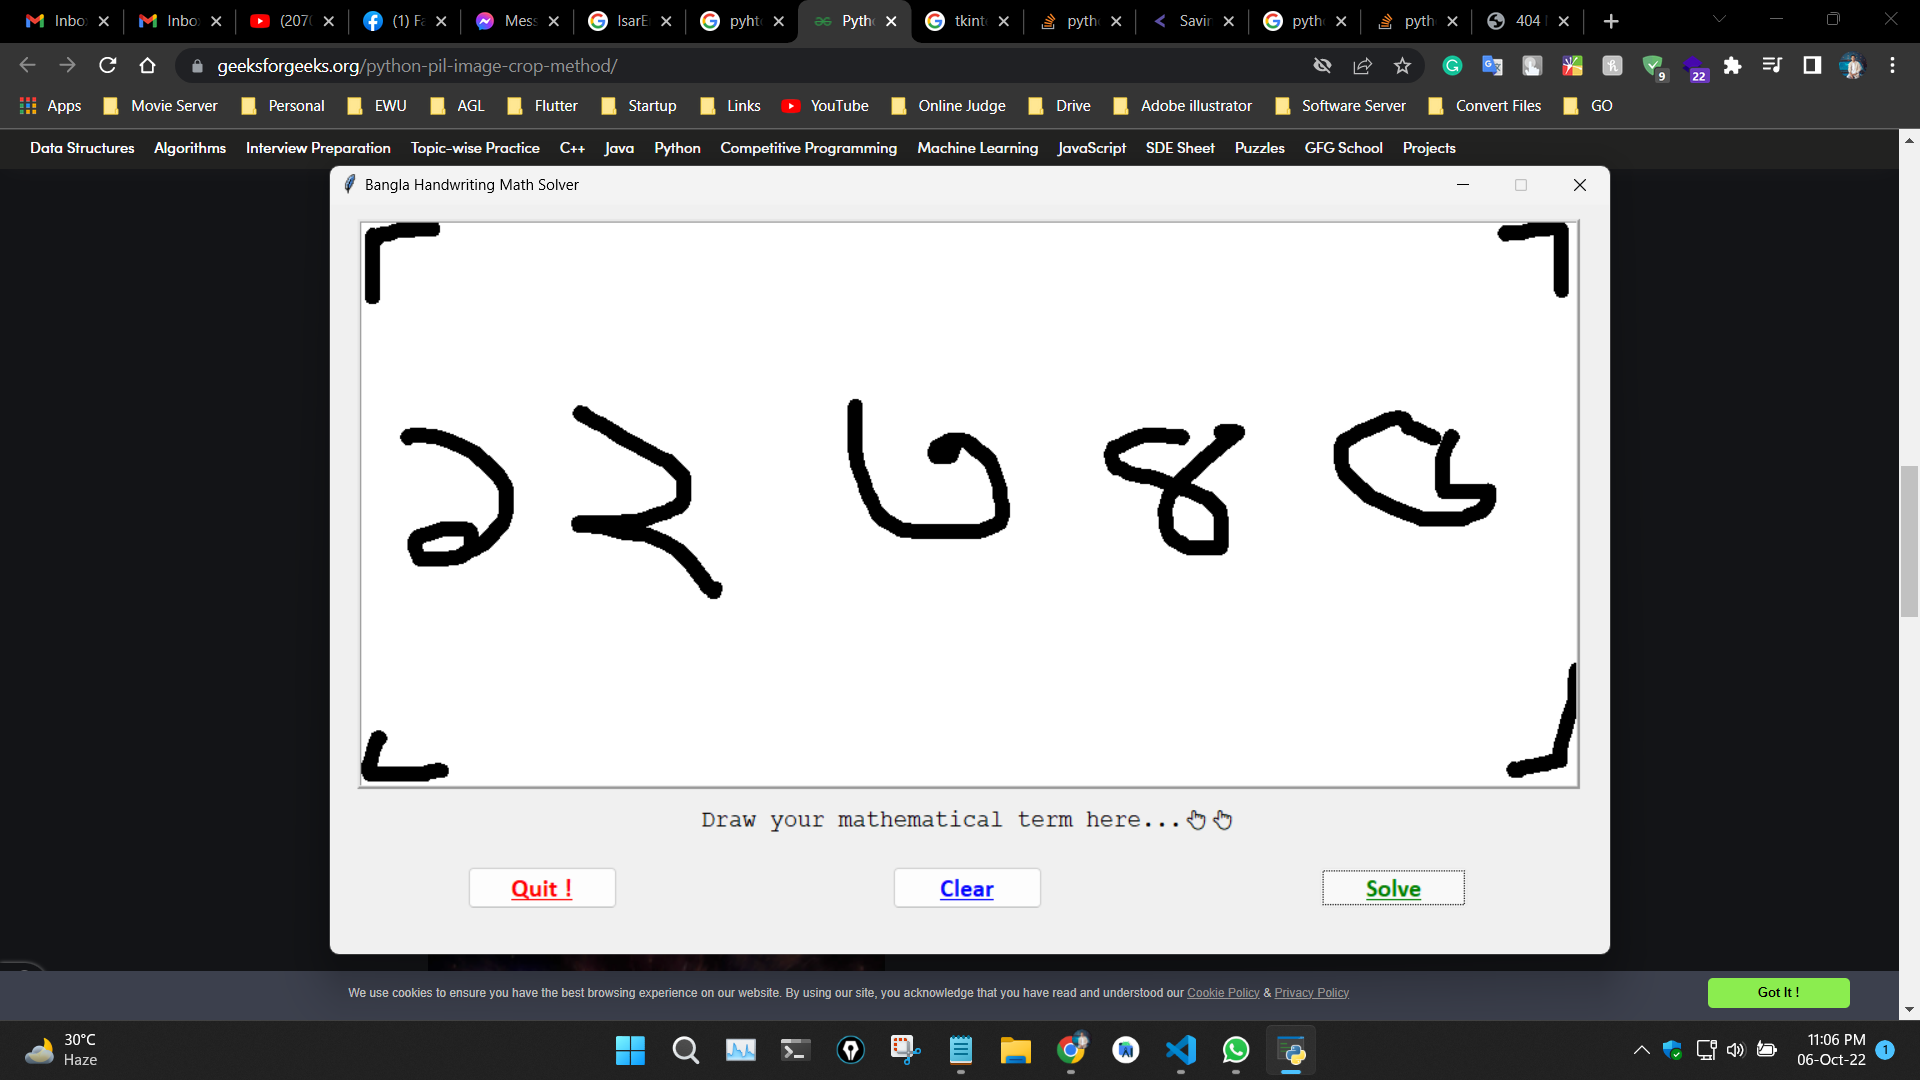 Inbo
Inbo
(207(
(1) Fa
Mess
IsarE
pyht
Pyth
tkint
pyth
Savir
pyth
pyth
404
geeksforgeeks.org/python-pil-image-crop-method/
9
22
Apps Movie Server Personal EWU AGL Flutter Startup Links YouTube Online Judge Drive Adobe illustrator Software Server Convert Files GO
Data Structures Algorithms Interview Preparation Topic-wise Practice C++ Java Python Competitive Programming Machine Learning JavaScript SDE Sheet Puzzles GFG School Projects
Bangla Handwriting Math Solver
১২৩৪৫
Draw your mathematical term here...
Quit ! Clear Solve
We use cookies to ensure you have the best browsing experience on our website. By using our site, you acknowledge that you have read and understood our Cookie Policy & Privacy Policy
Got It !
30°C
Haze
11:06 PM
06-Oct-22
1